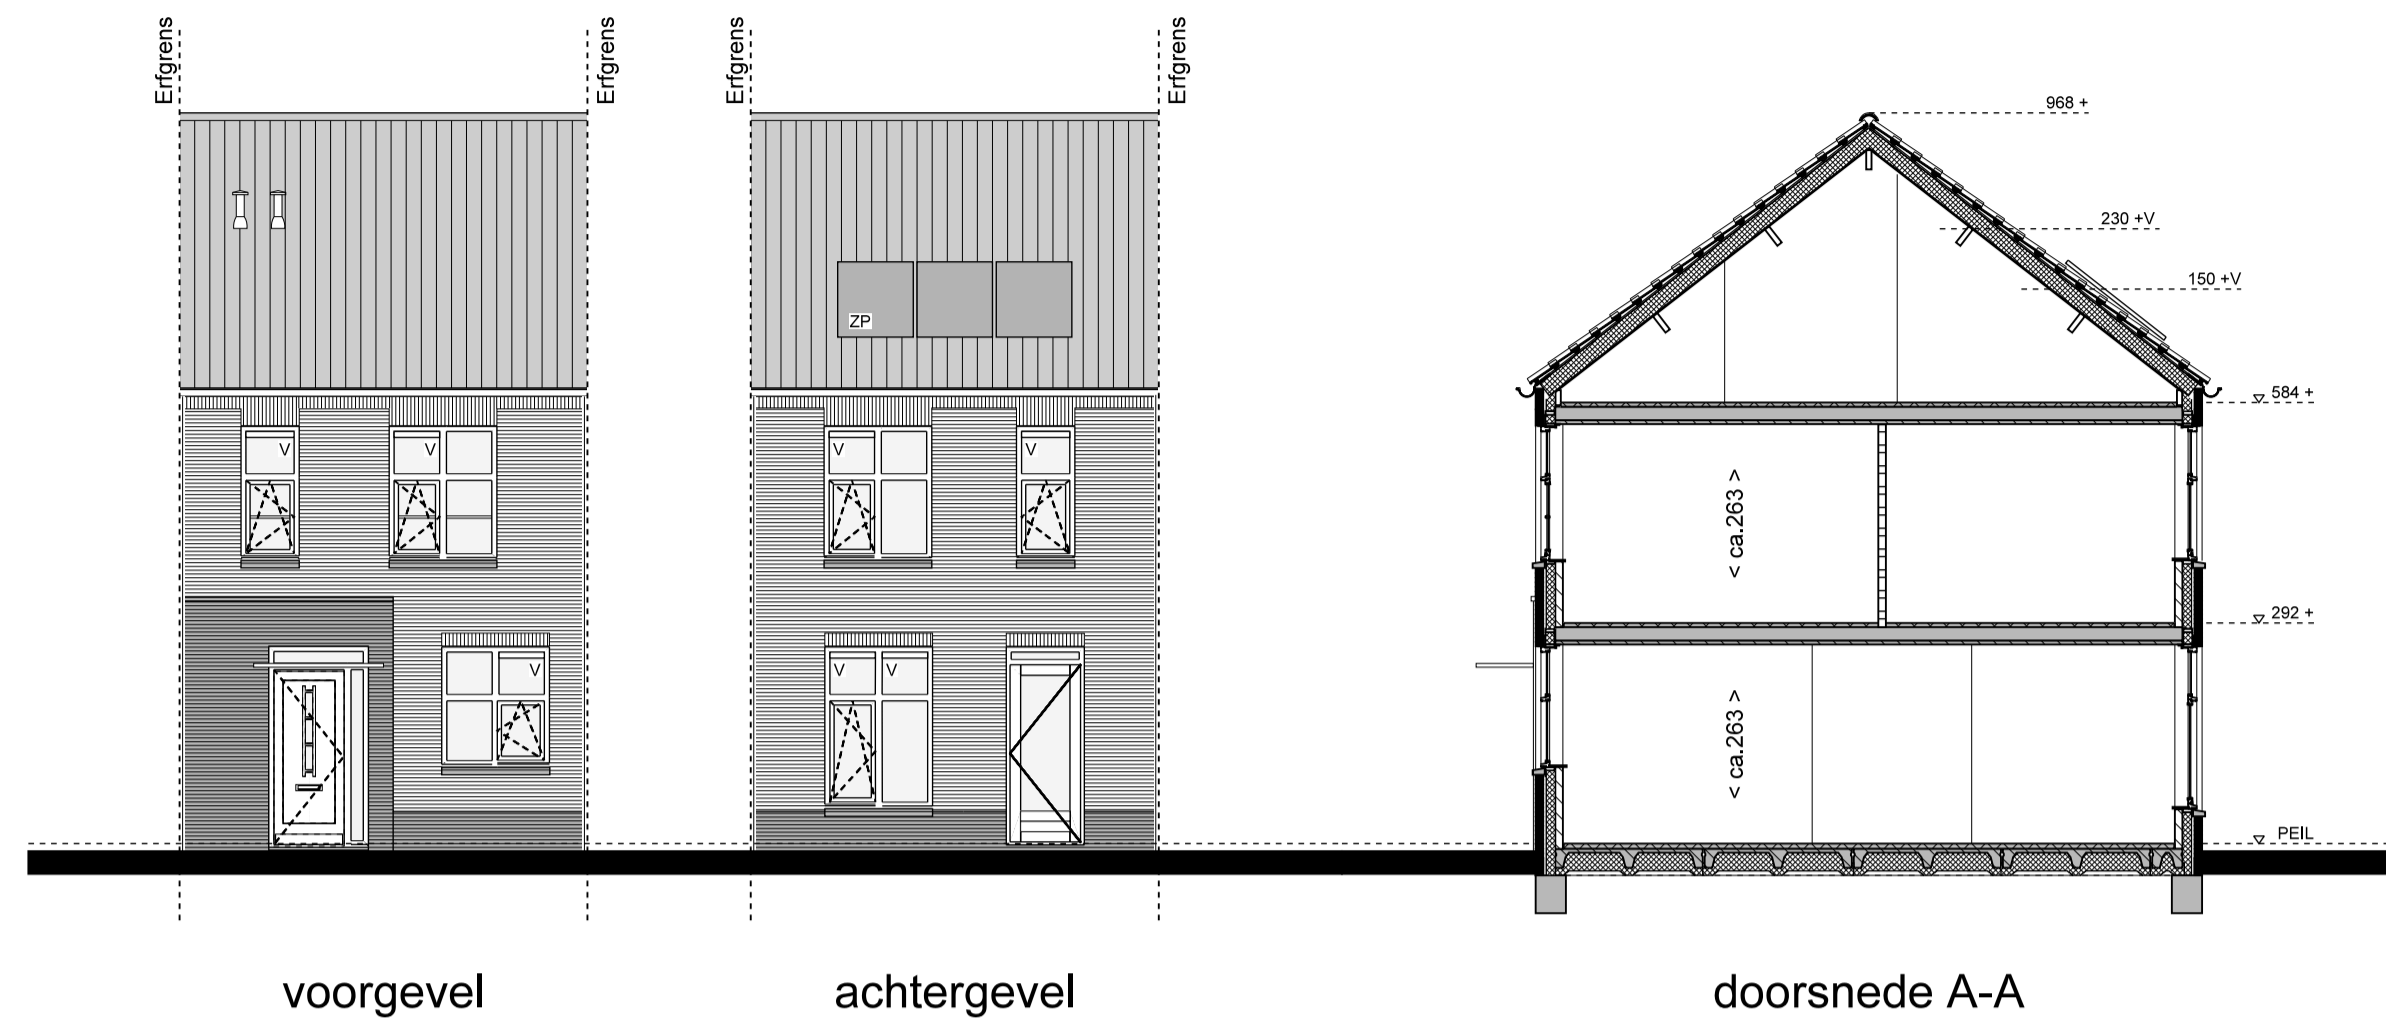 Erfgrens
Erfgrens
Erfgrens
Erfgrens
968 +
230 +V
150 +V
584 +
292 +
PEIL
< ca.263 >
< ca.263 >
ZP
V
V
V
V
V
V
V
voorgevel
achtergevel
doorsnede A-A